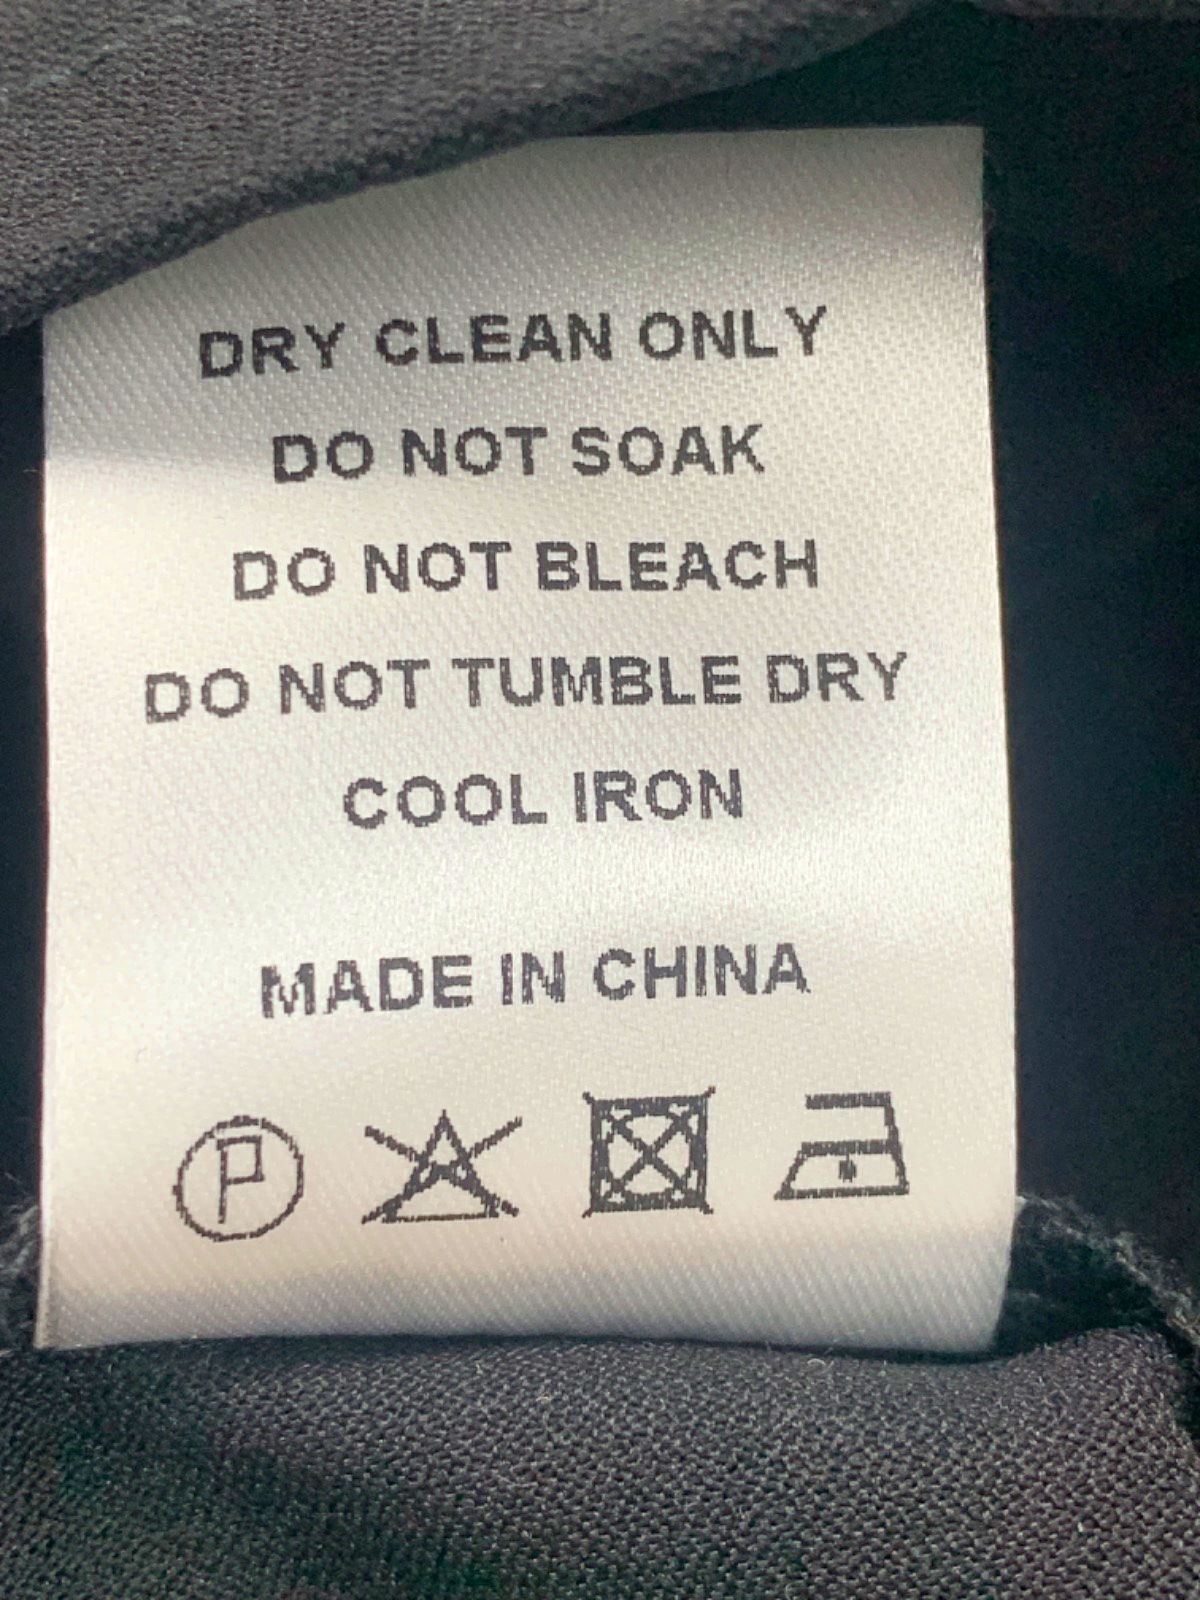 DRY CLEAN ONLY
DO NOT SOAK
DO NOT BLEACH
DO NOT TUMBLE DRY
COOL IRON
MADE IN CHINA
P